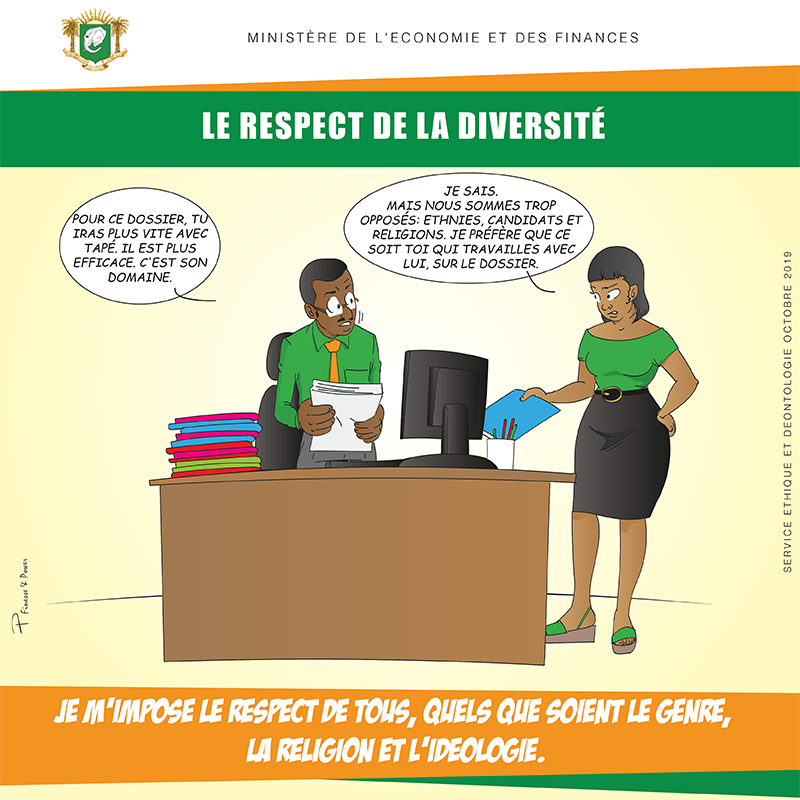 MINISTÈRE DE L'ECONOMIE ET DES FINANCES
LE RESPECT DE LA DIVERSITÉ
POUR CE DOSSIER, TU
IRAS PLUS VITE AVEC
TAPÉ. IL EST PLUS
EFFICACE. C'EST SON
DOMAINE.
JE SAIS.
MAIS NOUS SOMMES TROP
OPPOSÉS: ETHNIES, CANDIDATS ET
RELIGIONS. JE PRÉFÈRE QUE CE
SOIT TOI QUI TRAVAILLES AVEC
LUI, SUR LE DOSSIER.
SERVICE ETHIQUE ET DEONTOLOGIE OCTOBRE 2019
Finesse & Power
JE M'IMPOSE LE RESPECT DE TOUS, QUELS QUE SOIENT LE GENRE,
LA RELIGION ET L'IDEOLOGIE.